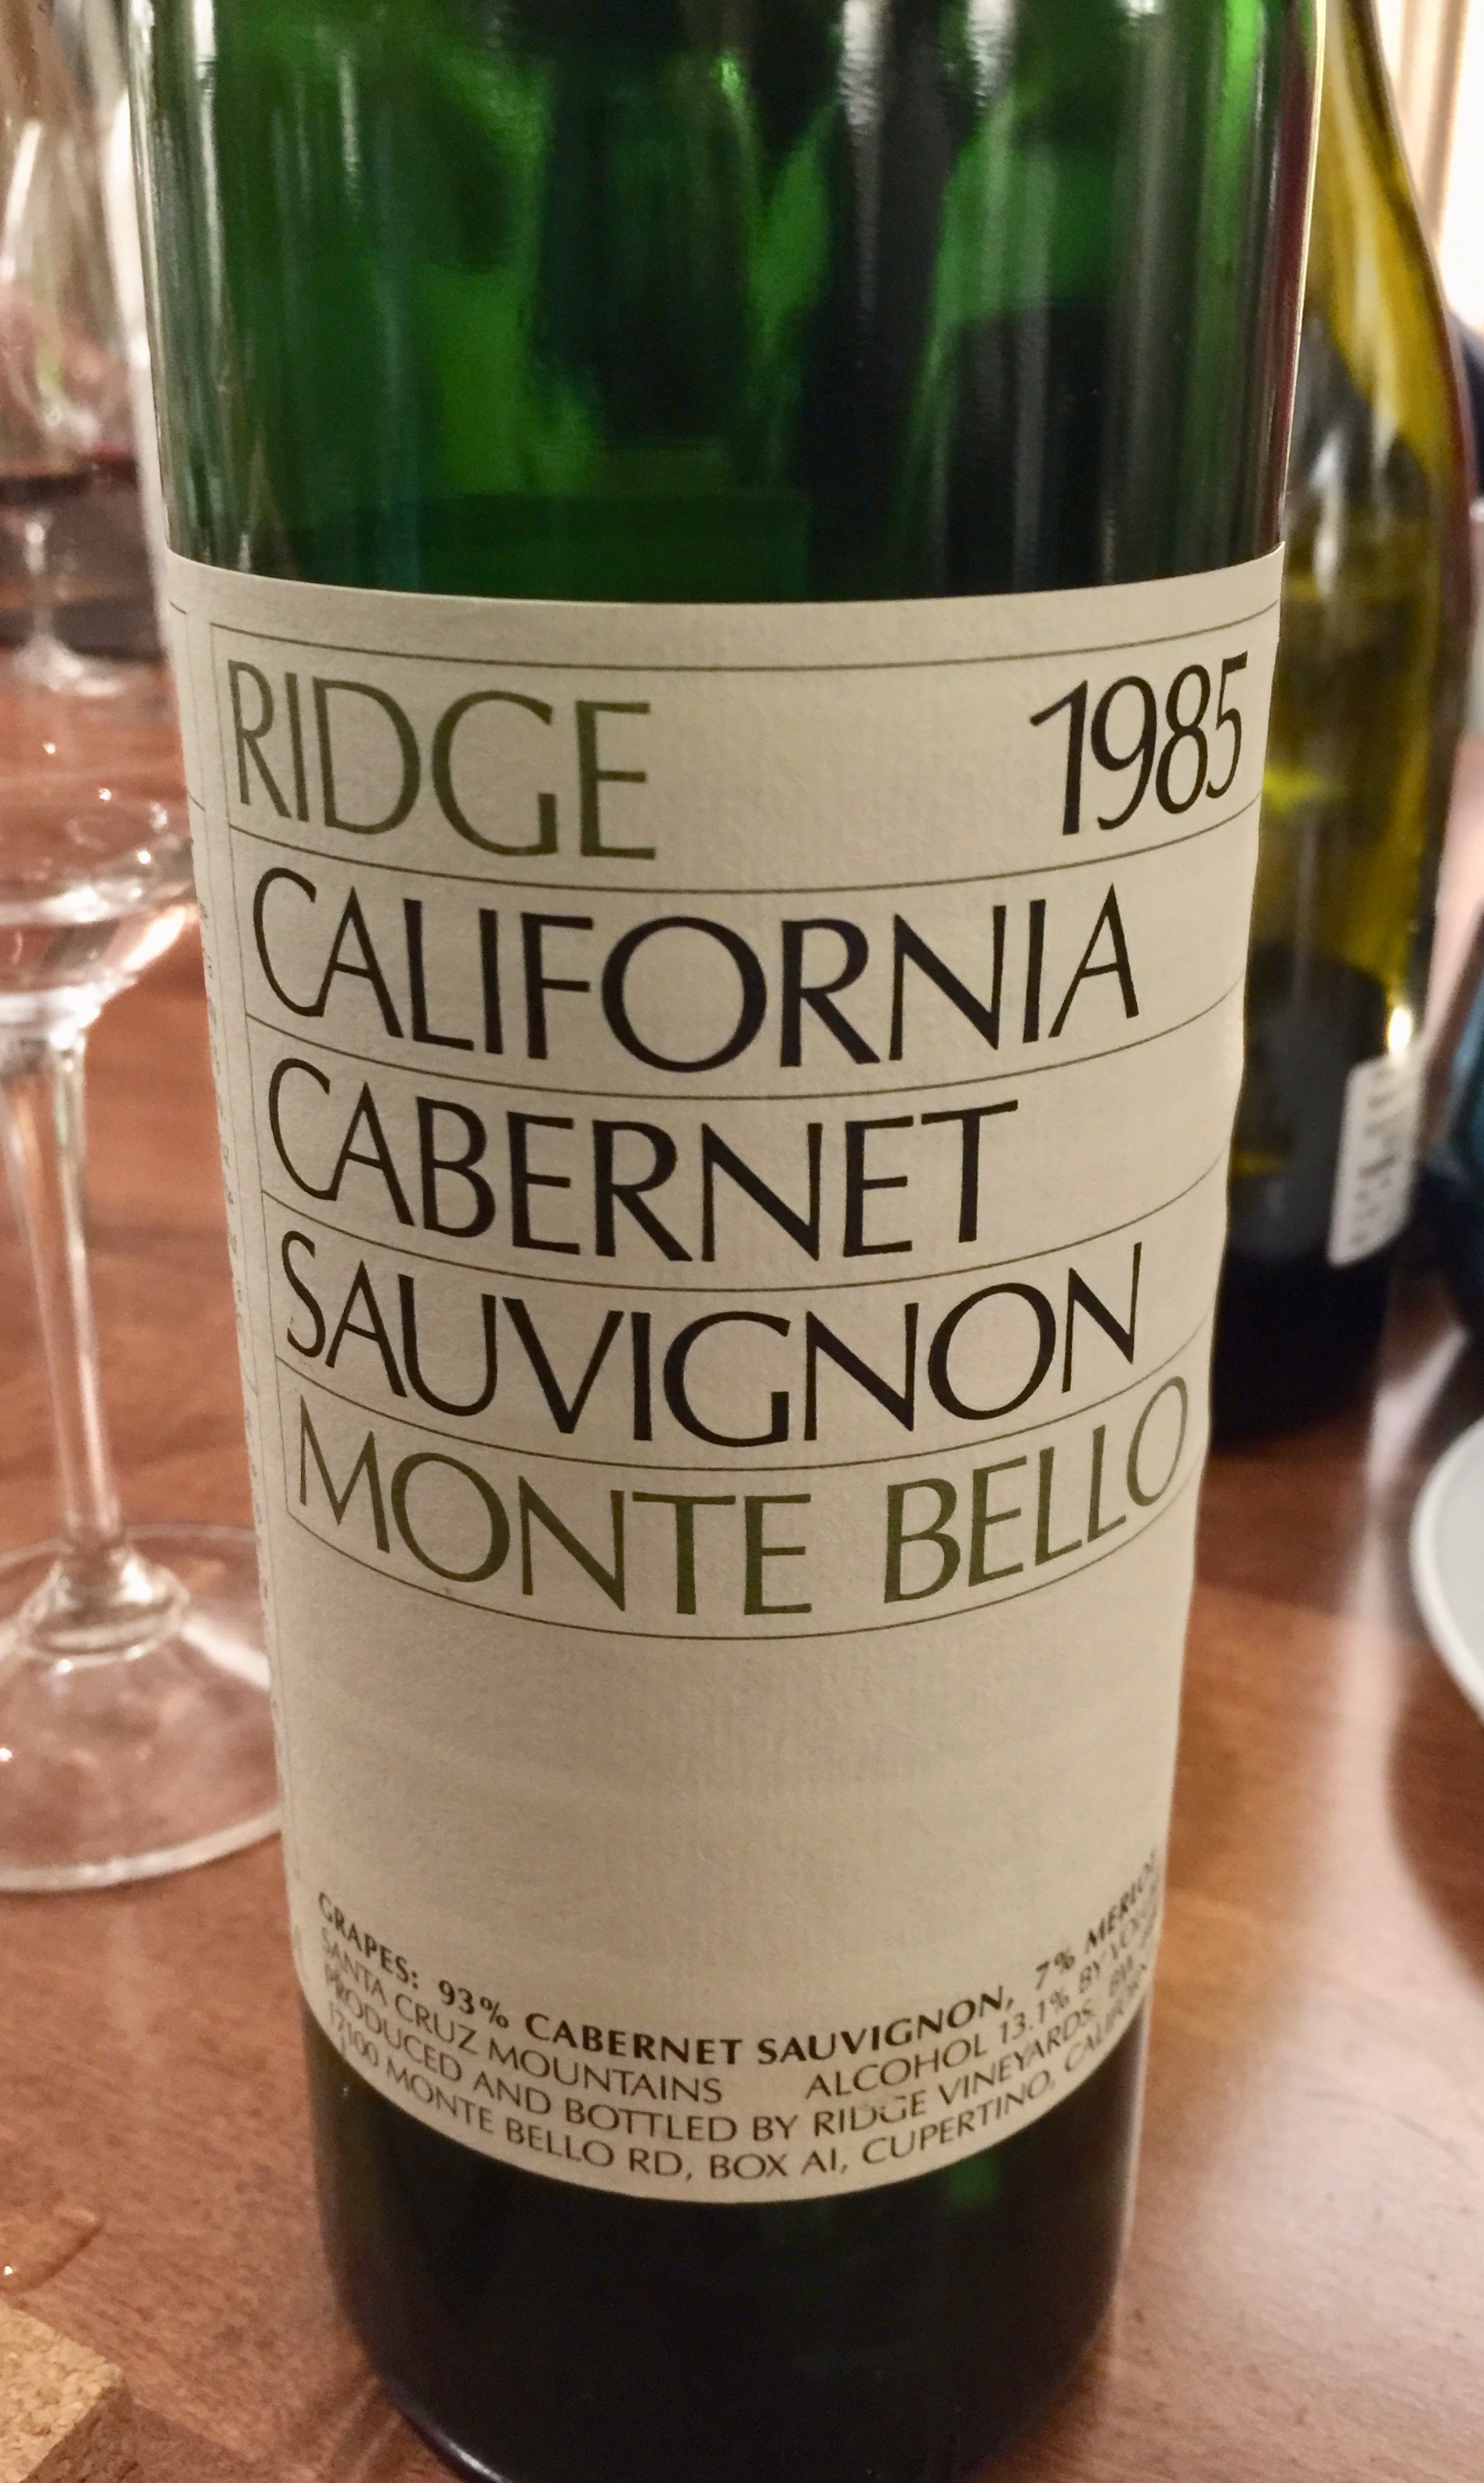 RIDGE 1985
CALIFORNIA
CABERNET
SAUVIGNON
MONTE BELLO
GRAPES: 93% CABERNET SAUVIGNON, 7% MERLOT
SANTA CRUZ MOUNTAINS ALCOHOL 13.1% BY VOLUME
PRODUCED AND BOTTLED BY RIDGE VINEYARDS, BW
17100 MONTE BELLO RD, BOX AI, CUPERTINO, CALIFORNIA